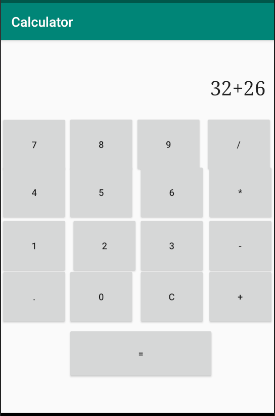 Calculator
32+26
7 8 9 /
4 5 6 *
1 2 3 -
. 0 C +
=